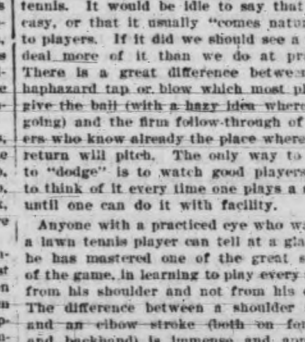 tennis. It would be idle to say that
easy, or that it usually "comes natu
to players. If it did we should see a
deal more of it than we do at pr
There is a great difference betwe
haphazard tap or blow which most pl
give the ball (with a hazy idea where
going) and the firm follow-through of
ers who know already the place where
return will pitch. The only way to
to "dodge" is to watch good players
to think of it every time one plays a
until one can do it with facility.
Anyone with a practiced eye who w
a lawn tennis player can tell at a gla
he has mastered one of the great s
of the game, in learning to play every
from his shoulder and not from his
The difference between a shoulder
and an elbow stroke (both on fo
and backhand) is immense and